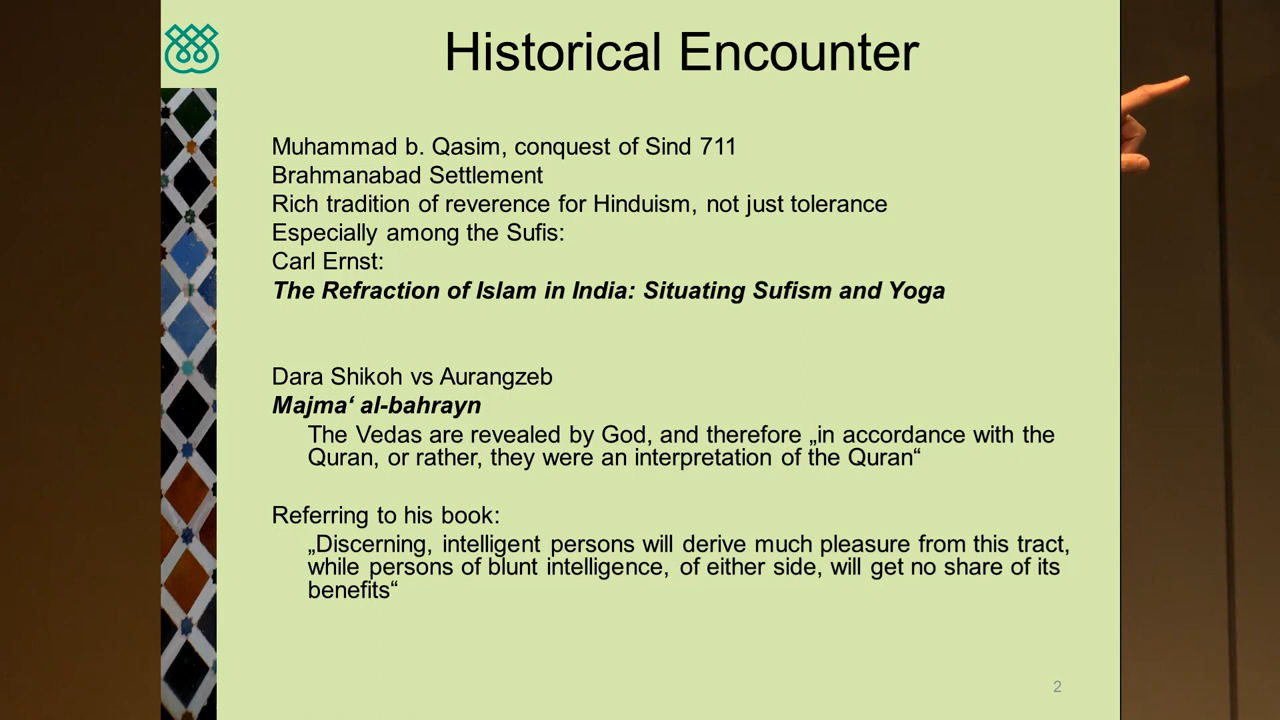 Historical Encounter
Muhammad b. Qasim, conquest of Sind 711
Brahmanabad Settlement
Rich tradition of reverence for Hinduism, not just tolerance
Especially among the Sufis:
Carl Ernst:
The Refraction of Islam in India: Situating Sufism and Yoga
Dara Shikoh vs Aurangzeb
Majma‘ al-bahrayn
The Vedas are revealed by God, and therefore „in accordance with the
Quran, or rather, they were an interpretation of the Quran“
Referring to his book:
„Discerning, intelligent persons will derive much pleasure from this tract,
while persons of blunt intelligence, of either side, will get no share of its
benefits“
2